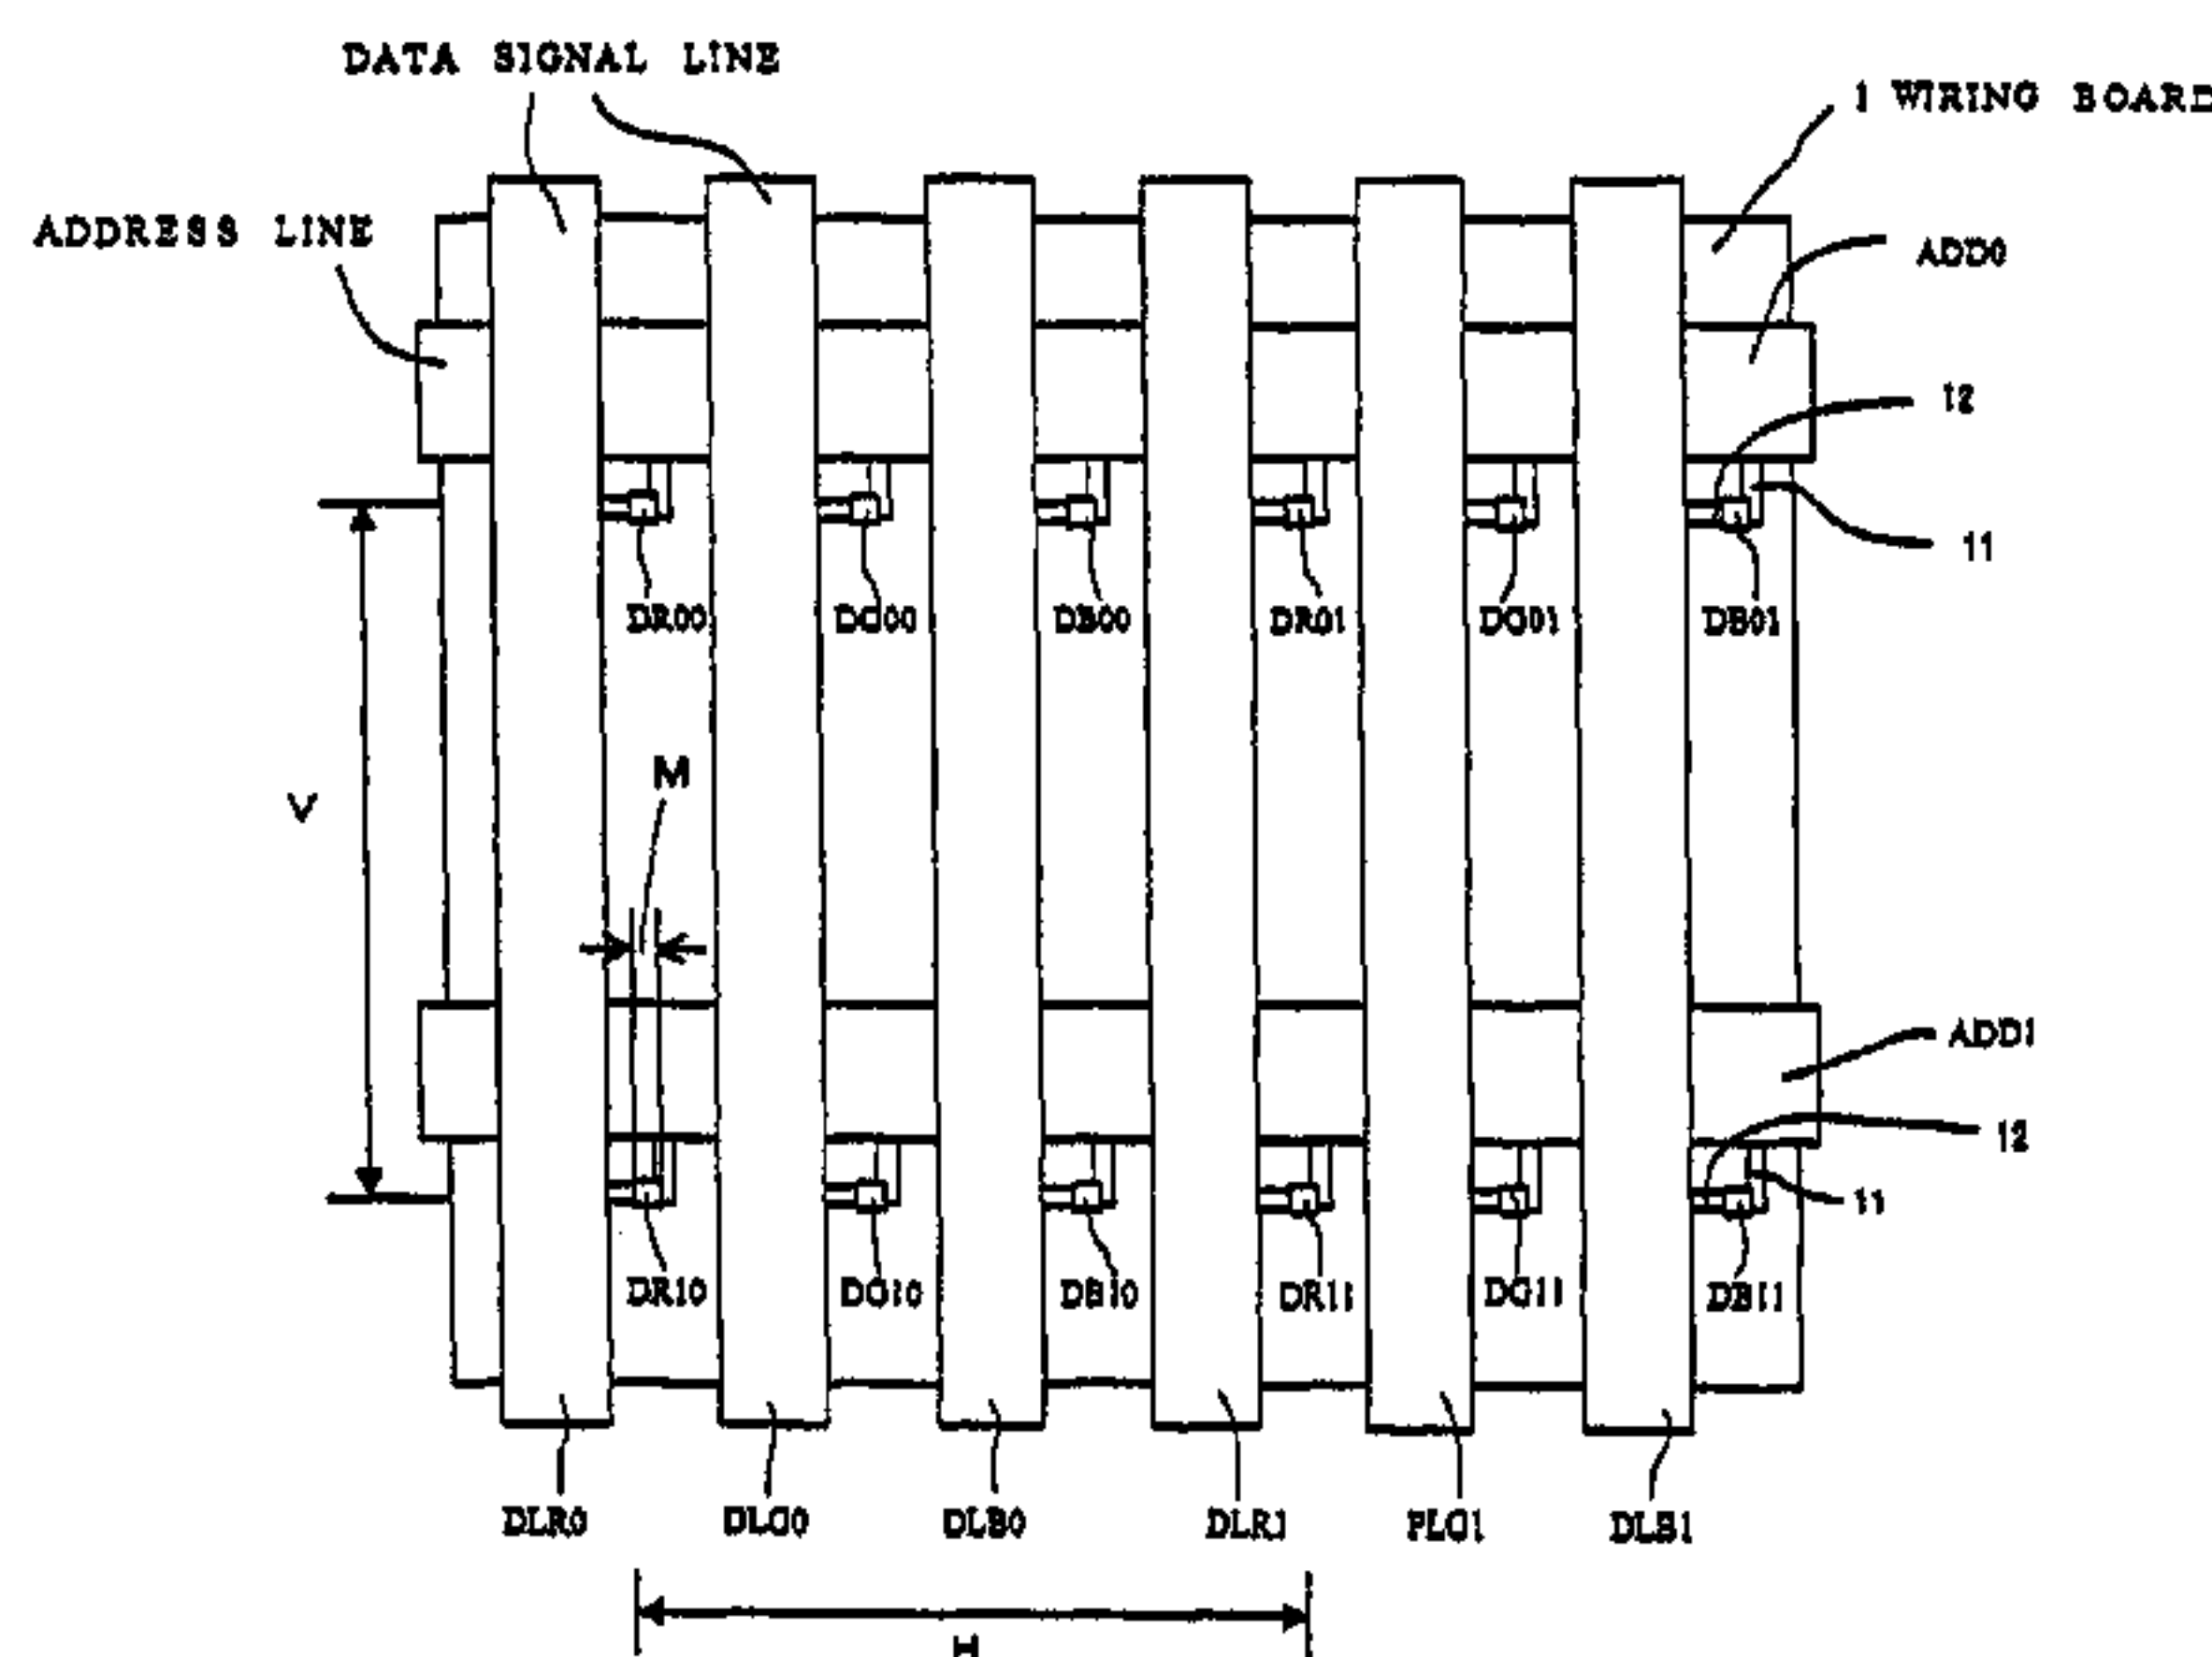 DATA SIGNAL LINE
1 WIRING BOARD
ADDRESS LINE
ADD0
12
11
DR00
DG00
DB00
DR01
DG01
DB01
M
V
ADD1
12
11
DR10
DG10
DB10
DR11
DG11
DB11
DLR0
DLG0
DLB0
DLR1
PLG1
DLB1
H